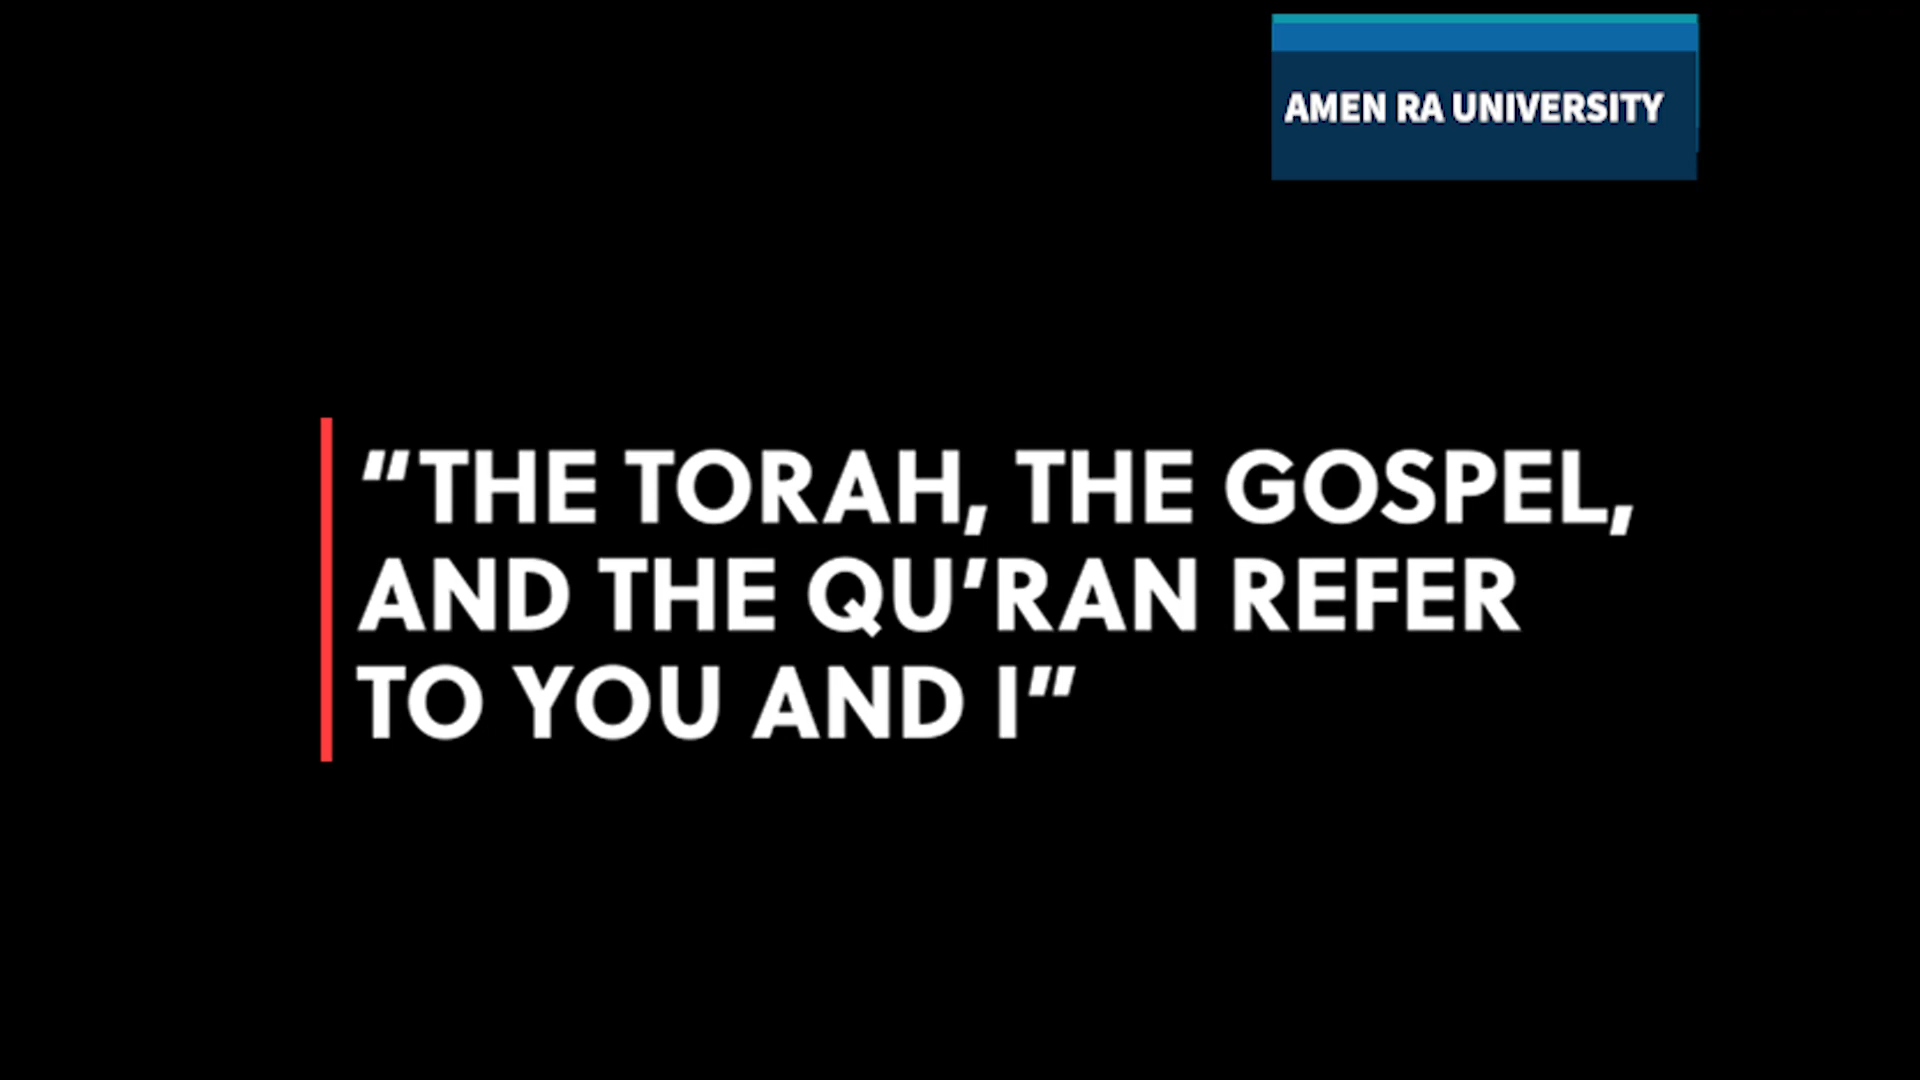 AMEN RA UNIVERSITY
“THE TORAH, THE GOSPEL,
AND THE QU’RAN REFER
TO YOU AND I”